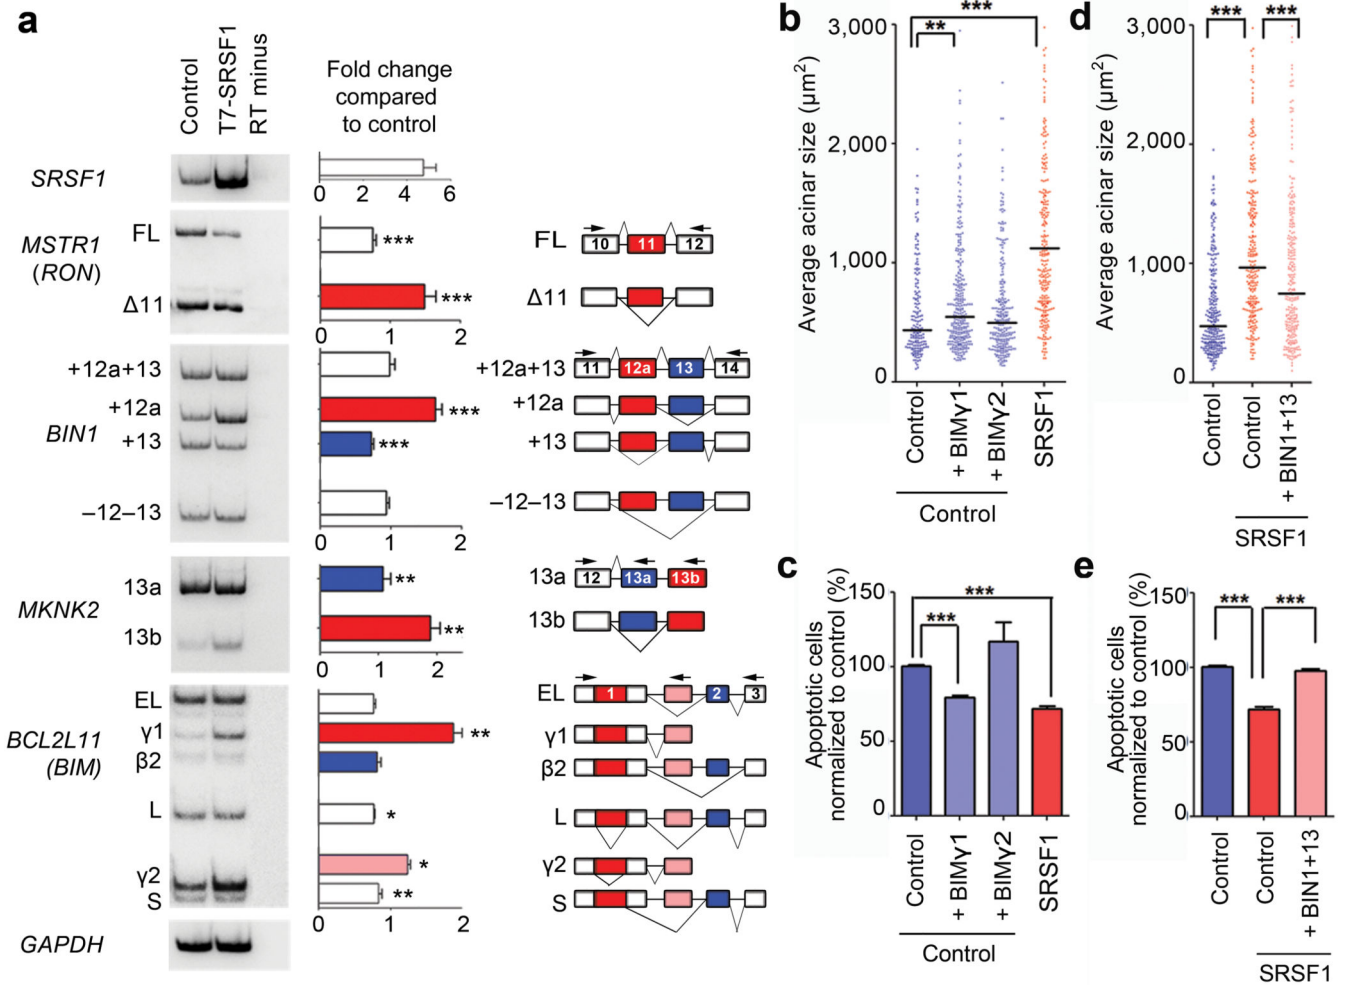 a
Control
T7-SRSF1
RT minus
Fold change
compared
to control
SRSF1
0 2 4 6
MSTR1
(RON)
FL
Δ11
***
***
0 1 2
FL
10 11 12
Δ11
BIN1
+12a+13
+12a
+13
–12–13
***
***
0 1 2
+12a+13
11 12a 13 14
+12a
+13
–12–13
MKNK2
13a
13b
**
**
0 1 2
13a
12 13a 13b
13b
BCL2L11
(BIM)
EL
γ1
β2
L
γ2
S
**
*
*
**
0 1 2
EL
1 2 3
γ1
β2
L
γ2
S
GAPDH
b
Average acinar size (µm²)
3,000
2,000
1,000
0
***
**
Control
+ BIMγ1
+ BIMγ2
SRSF1
Control
d
Average acinar size (µm²)
3,000
2,000
1,000
0
*** ***
Control
Control
+ BIN1+13
SRSF1
c
Apoptotic cells
normalized to control (%)
150
100
50
0
***
***
Control
+ BIMγ1
+ BIMγ2
SRSF1
Control
e
Apoptotic cells
normalized to control (%)
150
100
50
0
*** ***
Control
Control
+ BIN1+13
SRSF1